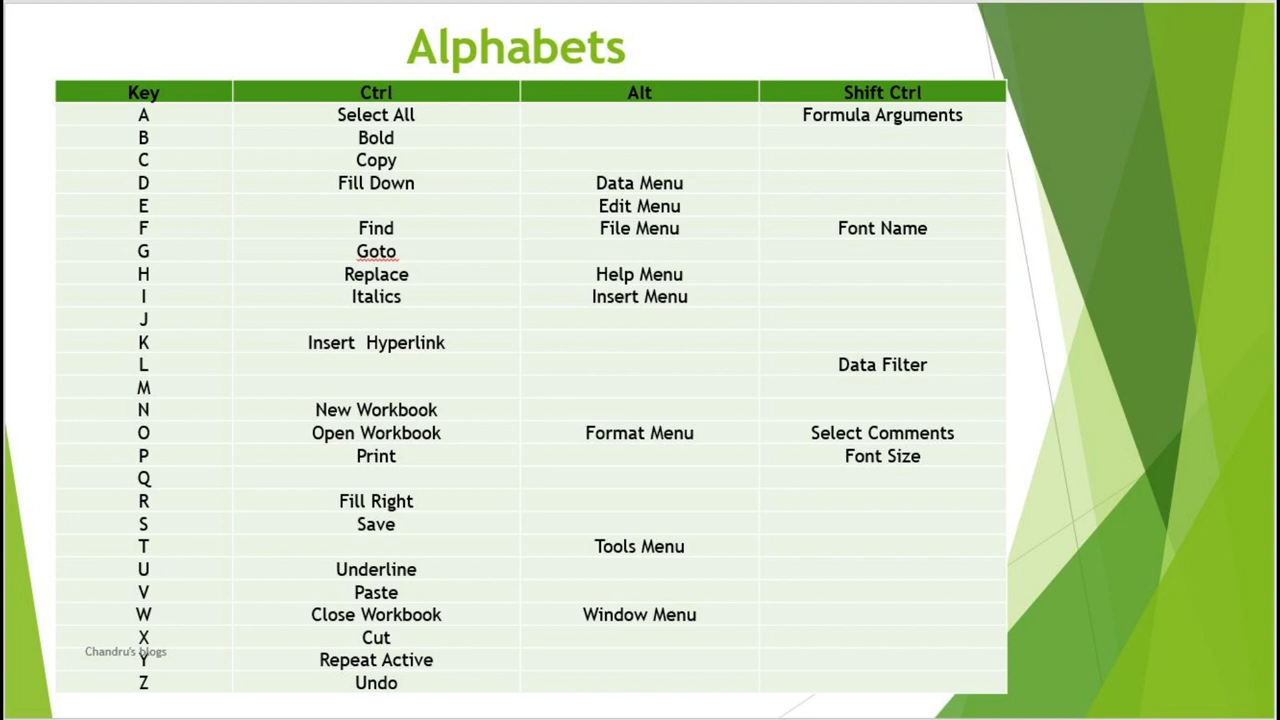 Alphabets
Key Ctrl Alt Shift Ctrl
A Select All Formula Arguments
B Bold
C Copy
D Fill Down Data Menu
E Edit Menu
F Find File Menu Font Name
G Goto
H Replace Help Menu
I Italics Insert Menu
J
K Insert Hyperlink
L Data Filter
M
N New Workbook
O Open Workbook Format Menu Select Comments
P Print Font Size
Q
R Fill Right
S Save
T Tools Menu
U Underline
V Paste
W Close Workbook Window Menu
X Cut
Chandru's blogs
Y Repeat Active
Z Undo